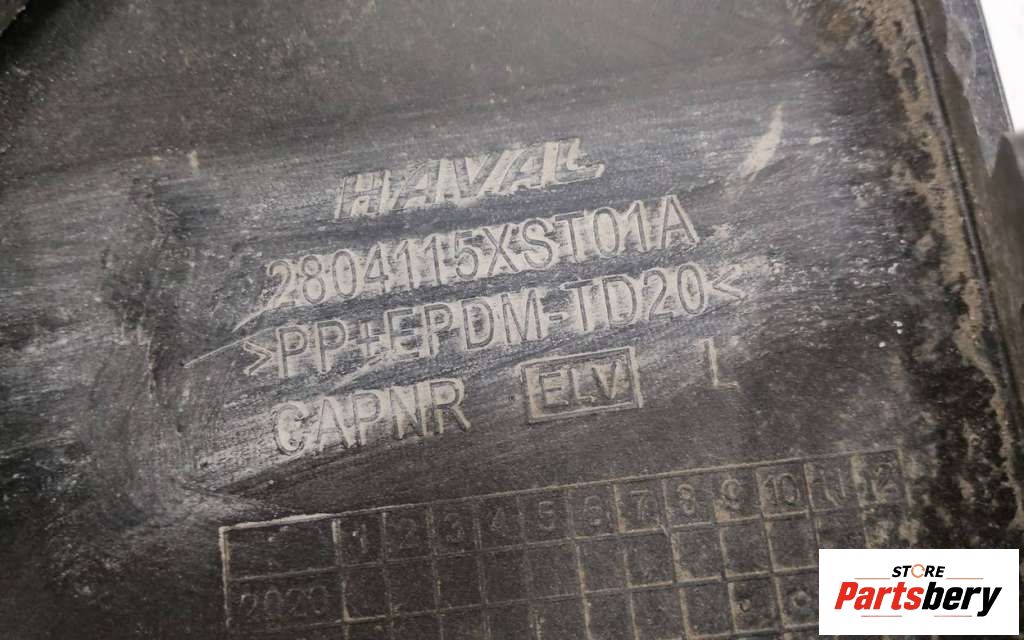 HAVAL
2804115XST01A
>PP+EPDM-TD20<
CAPNR ELV L
1 2 3 4 5 6 7 8 9 10 11 12
2020
STORE
Partsbery